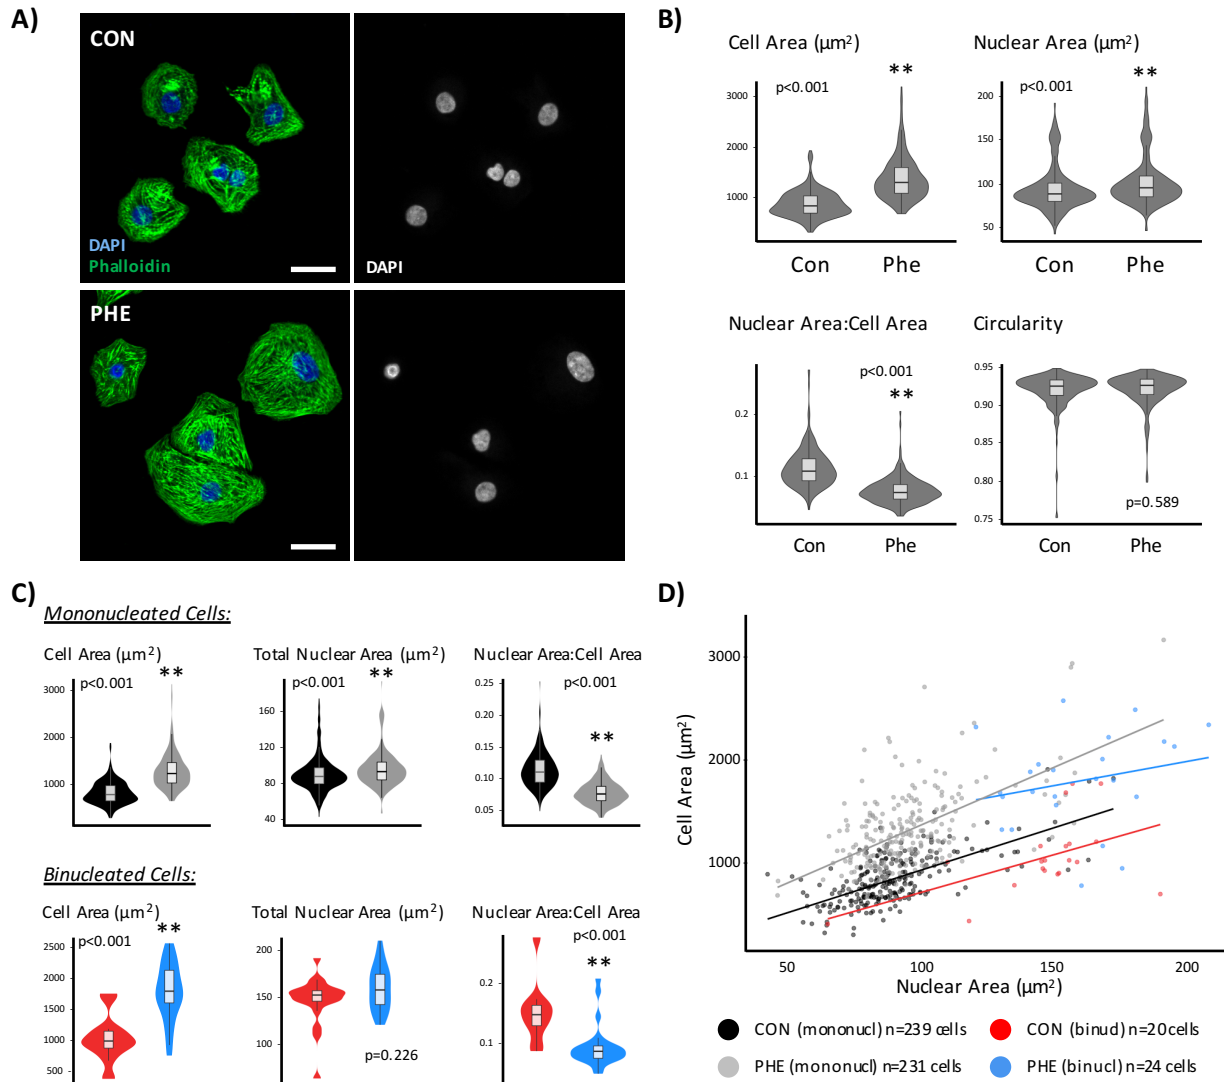 A)
CON
DAPI
Phalloidin
DAPI
PHE
B)
Cell Area (µm²)
p<0.001
**
3000
2000
1000
Con Phe
Nuclear Area (µm²)
p<0.001
**
200
150
100
50
Con Phe
Nuclear Area:Cell Area
p<0.001
**
0.2
0.1
Con Phe
Circularity
0.95
0.90
0.85
0.80
0.75
p=0.589
Con Phe
C)
Mononucleated Cells:
Cell Area (µm²)
p<0.001
**
3000
2000
1000
Total Nuclear Area (µm²)
p<0.001
**
160
120
80
40
Nuclear Area:Cell Area
p<0.001
**
0.25
0.20
0.15
0.10
0.05
Binucleated Cells:
Cell Area (µm²)
p<0.001
**
2500
2000
1500
1000
500
Total Nuclear Area (µm²)
200
150
100
p=0.226
Nuclear Area:Cell Area
p<0.001
**
0.2
0.1
D)
Cell Area (µm²)
3000
2000
1000
50 100 150 200
Nuclear Area (µm²)
CON (mononucl) n=239 cells
CON (binucl) n=20 cells
PHE (mononucl) n=231 cells
PHE (binucl) n=24 cells